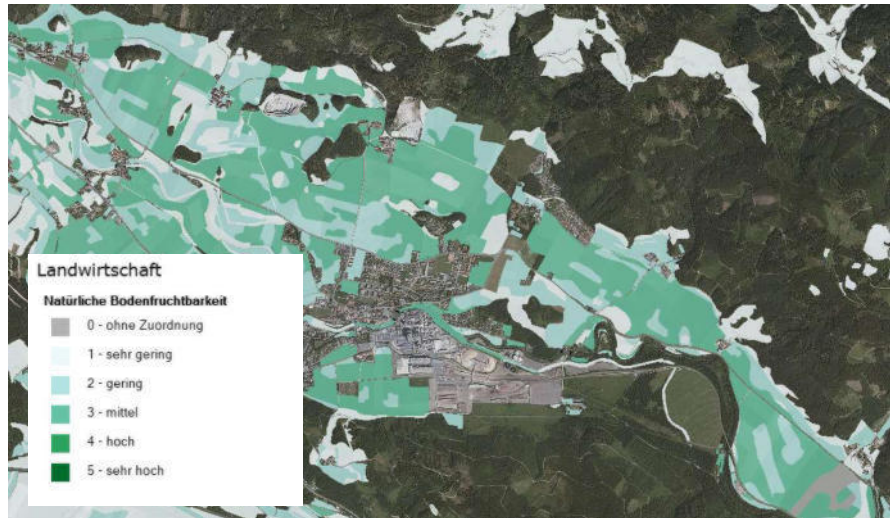 Landwirtschaft
Natürliche Bodenfruchtbarkeit
0 - ohne Zuordnung
1 - sehr gering
2 - gering
3 - mittel
4 - hoch
5 - sehr hoch